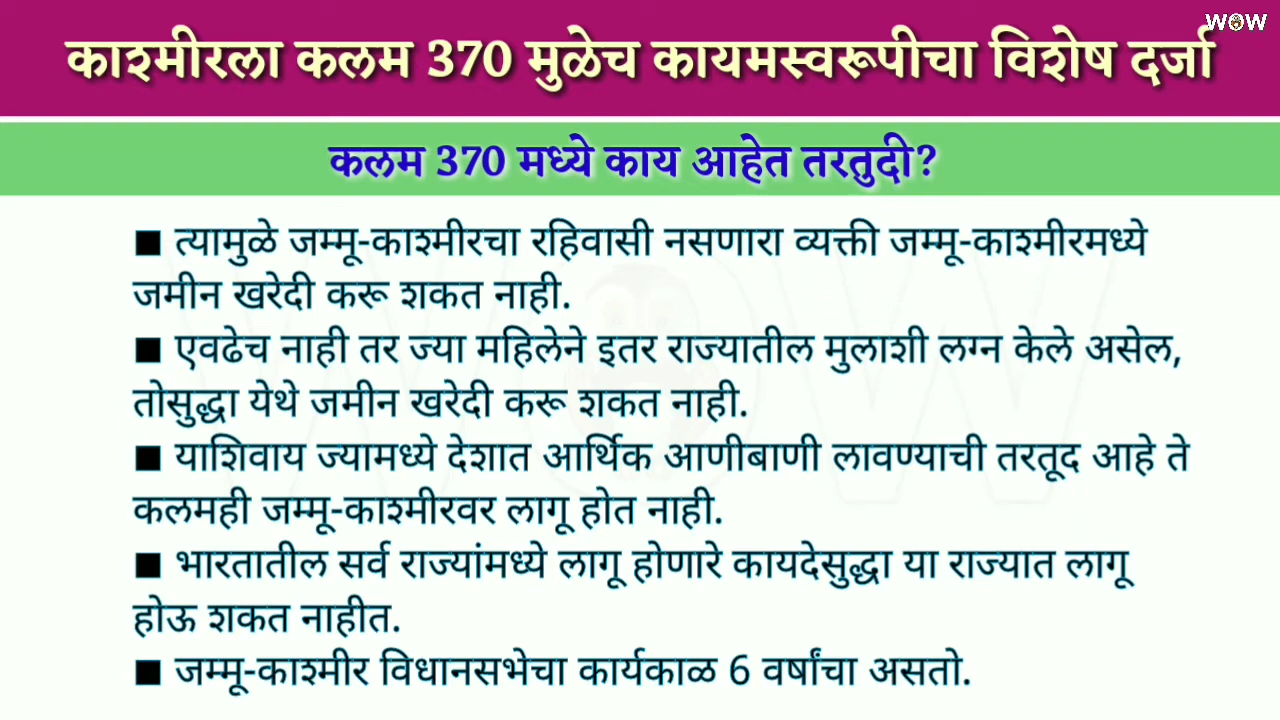 WOW
काश्मीरला कलम 370 मुळेच कायमस्वरूपीचा विशेष दर्जा
कलम 370 मध्ये काय आहेत तरतुदी?
■ त्यामुळे जम्मू-काश्मीरचा रहिवासी नसणारा व्यक्ती जम्मू-काश्मीरमध्ये
जमीन खरेदी करू शकत नाही.
■ एवढेच नाही तर ज्या महिलेने इतर राज्यातील मुलाशी लग्न केले असेल,
तोसुद्धा येथे जमीन खरेदी करू शकत नाही.
■ याशिवाय ज्यामध्ये देशात आर्थिक आणीबाणी लावण्याची तरतूद आहे ते
कलमही जम्मू-काश्मीरवर लागू होत नाही.
■ भारतातील सर्व राज्यांमध्ये लागू होणारे कायदेसुद्धा या राज्यात लागू
होऊ शकत नाहीत.
■ जम्मू-काश्मीर विधानसभेचा कार्यकाळ 6 वर्षांचा असतो.